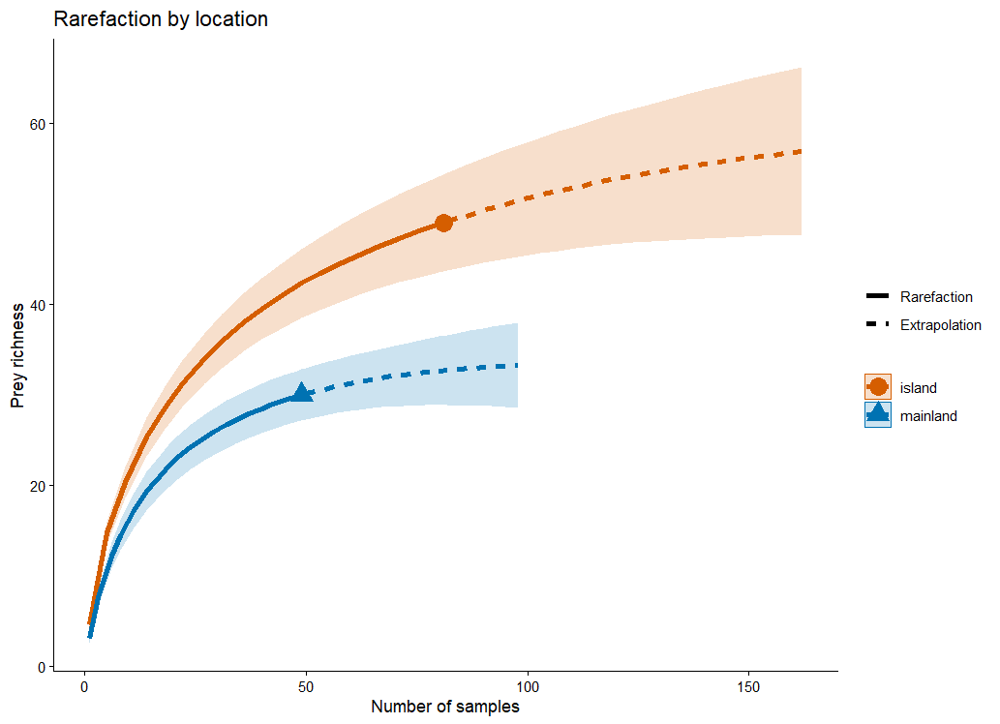 Rarefaction by location
60
40
20
0
Prey richness
0 50 100 150
Number of samples
Rarefaction
Extrapolation
island
mainland